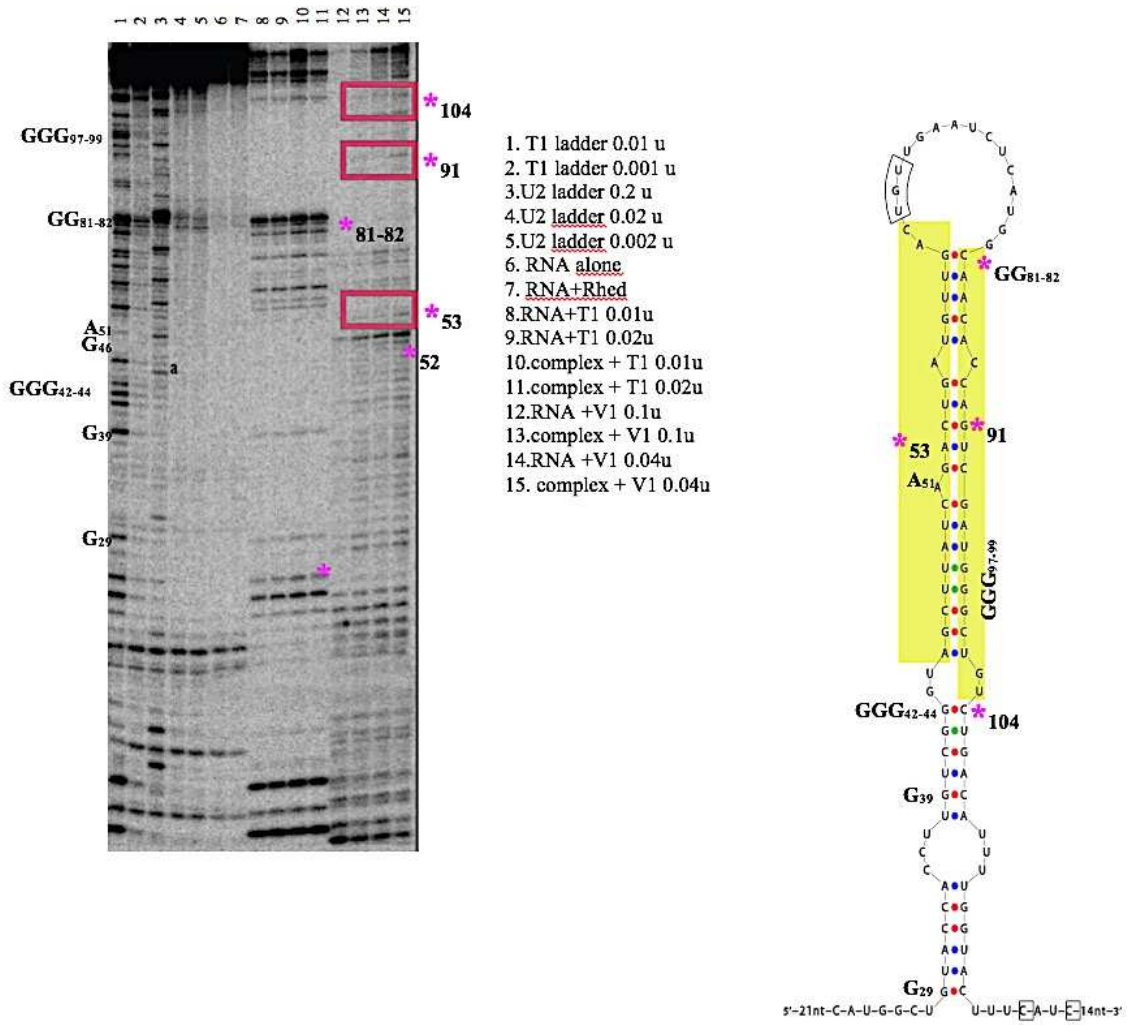 1 2 3 4 5 6 7 8 9 10 11 12 13 14 15
GGG97-99
GG81-82
A51
G46
GGG42-44
G39
G29
a
*104
*91
*81-82
*53
*52
*
1. T1 ladder 0.01 u
2. T1 ladder 0.001 u
3.U2 ladder 0.2 u
4.U2 ladder 0.02 u
5.U2 ladder 0.002 u
6. RNA alone
7. RNA+Rhed
8.RNA+T1 0.01u
9.RNA+T1 0.02u
10.complex + T1 0.01u
11.complex + T1 0.02u
12.RNA +V1 0.1u
13.complex + V1 0.1u
14.RNA +V1 0.04u
15. complex + V1 0.04u
*GG81-82
*91
*53
A51
GGG97-99
GGG42-44
*104
G39
G29
5'-21nt-C-A-U-G-G-C-U
GUACCACCUUGUCGGGUAGCUUAUCAGACUGAUGUUGACUGUUGAAUCUCAUGGCAACACCAGUCGAUGGGCUGUCUGACAUUUUGGUAC
U-U-U-C-A-U-C-14nt-3'